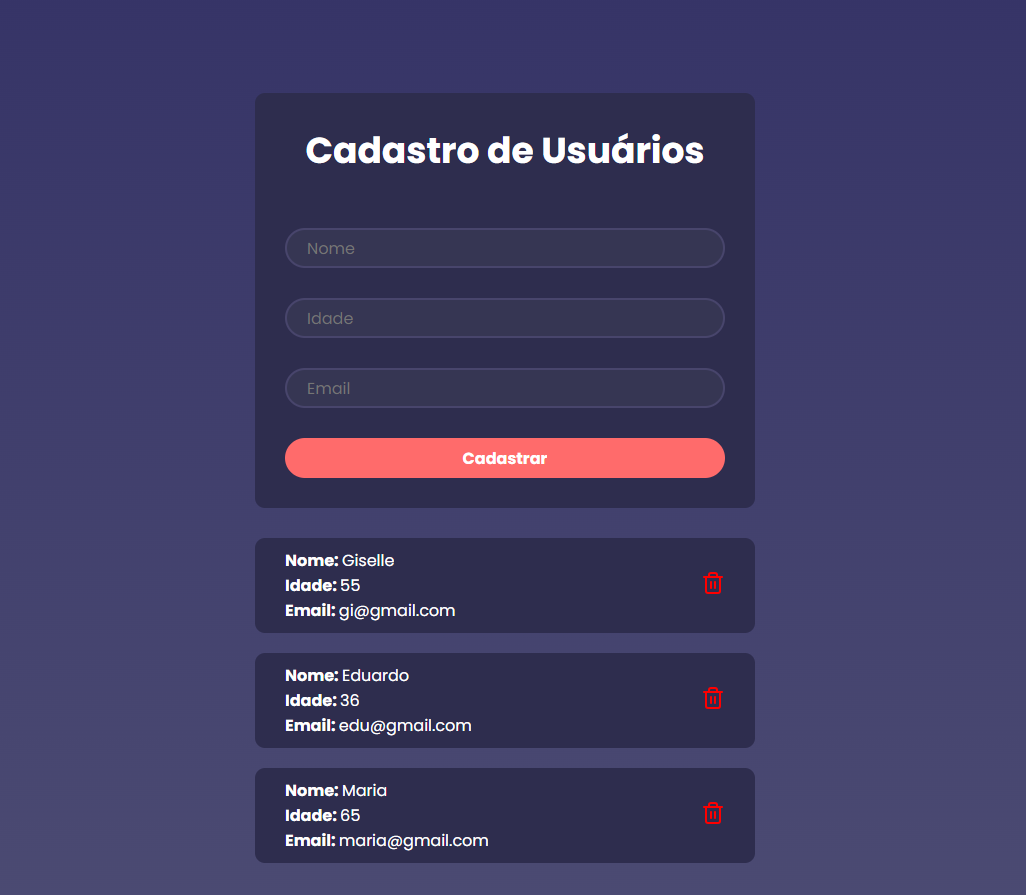 Cadastro de Usuários
Nome
Idade
Email
Cadastrar
Nome: Giselle
Idade: 55
Email: gi@gmail.com
Nome: Eduardo
Idade: 36
Email: edu@gmail.com
Nome: Maria
Idade: 65
Email: maria@gmail.com